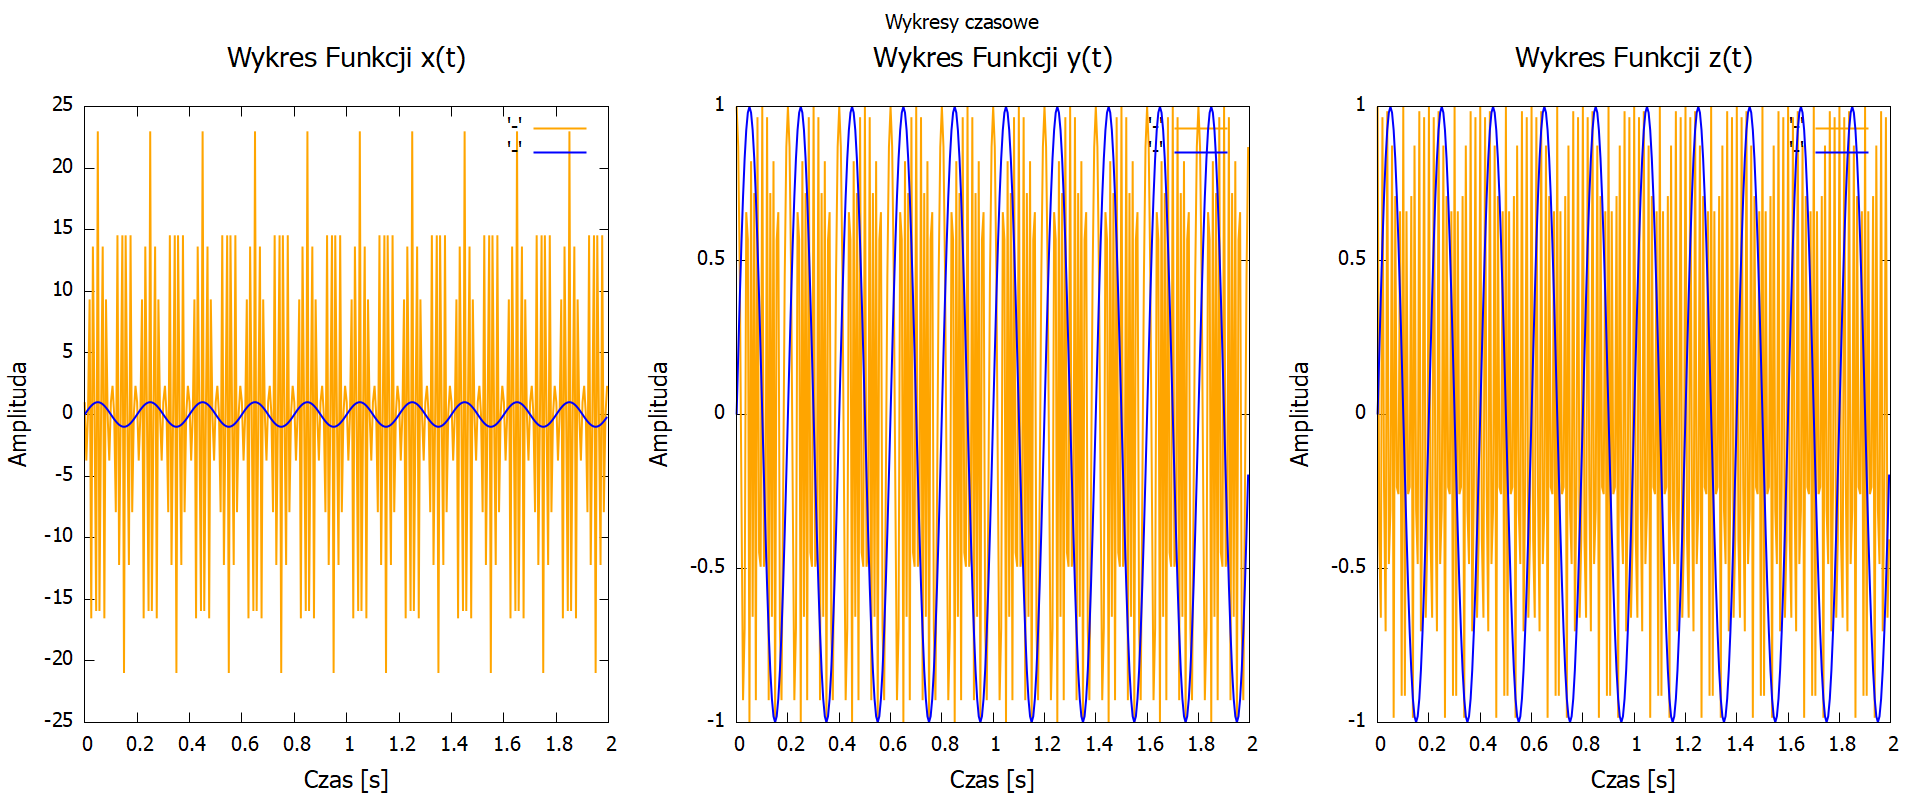 Wykresy czasowe
Wykres Funkcji x(t)
25
20
15
10
5
0
-5
-10
-15
-20
-25
0 0.2 0.4 0.6 0.8 1 1.2 1.4 1.6 1.8 2
Czas [s]
Amplituda
'-'
'-'
Wykres Funkcji y(t)
1
0.5
0
-0.5
-1
0 0.2 0.4 0.6 0.8 1 1.2 1.4 1.6 1.8 2
Czas [s]
Amplituda
'-'
'-'
Wykres Funkcji z(t)
1
0.5
0
-0.5
-1
0 0.2 0.4 0.6 0.8 1 1.2 1.4 1.6 1.8 2
Czas [s]
Amplituda
'-'
'-'